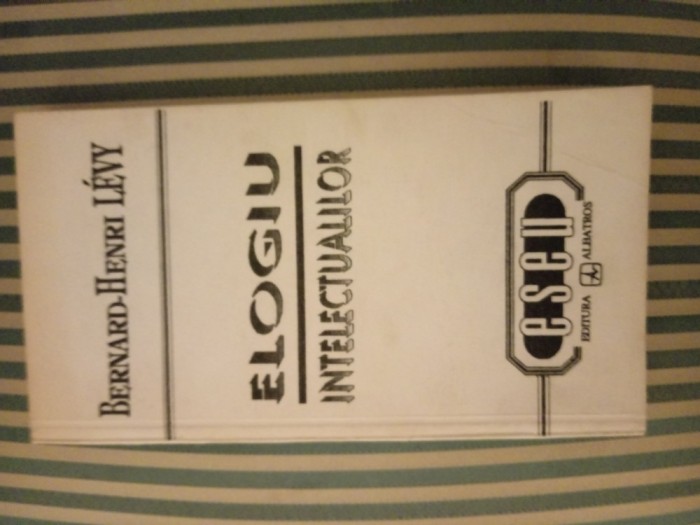 BERNARD-HENRI LÉVY
ELOGIU
INTELECTUALILOR
eseu
EDITURA ALBATROS